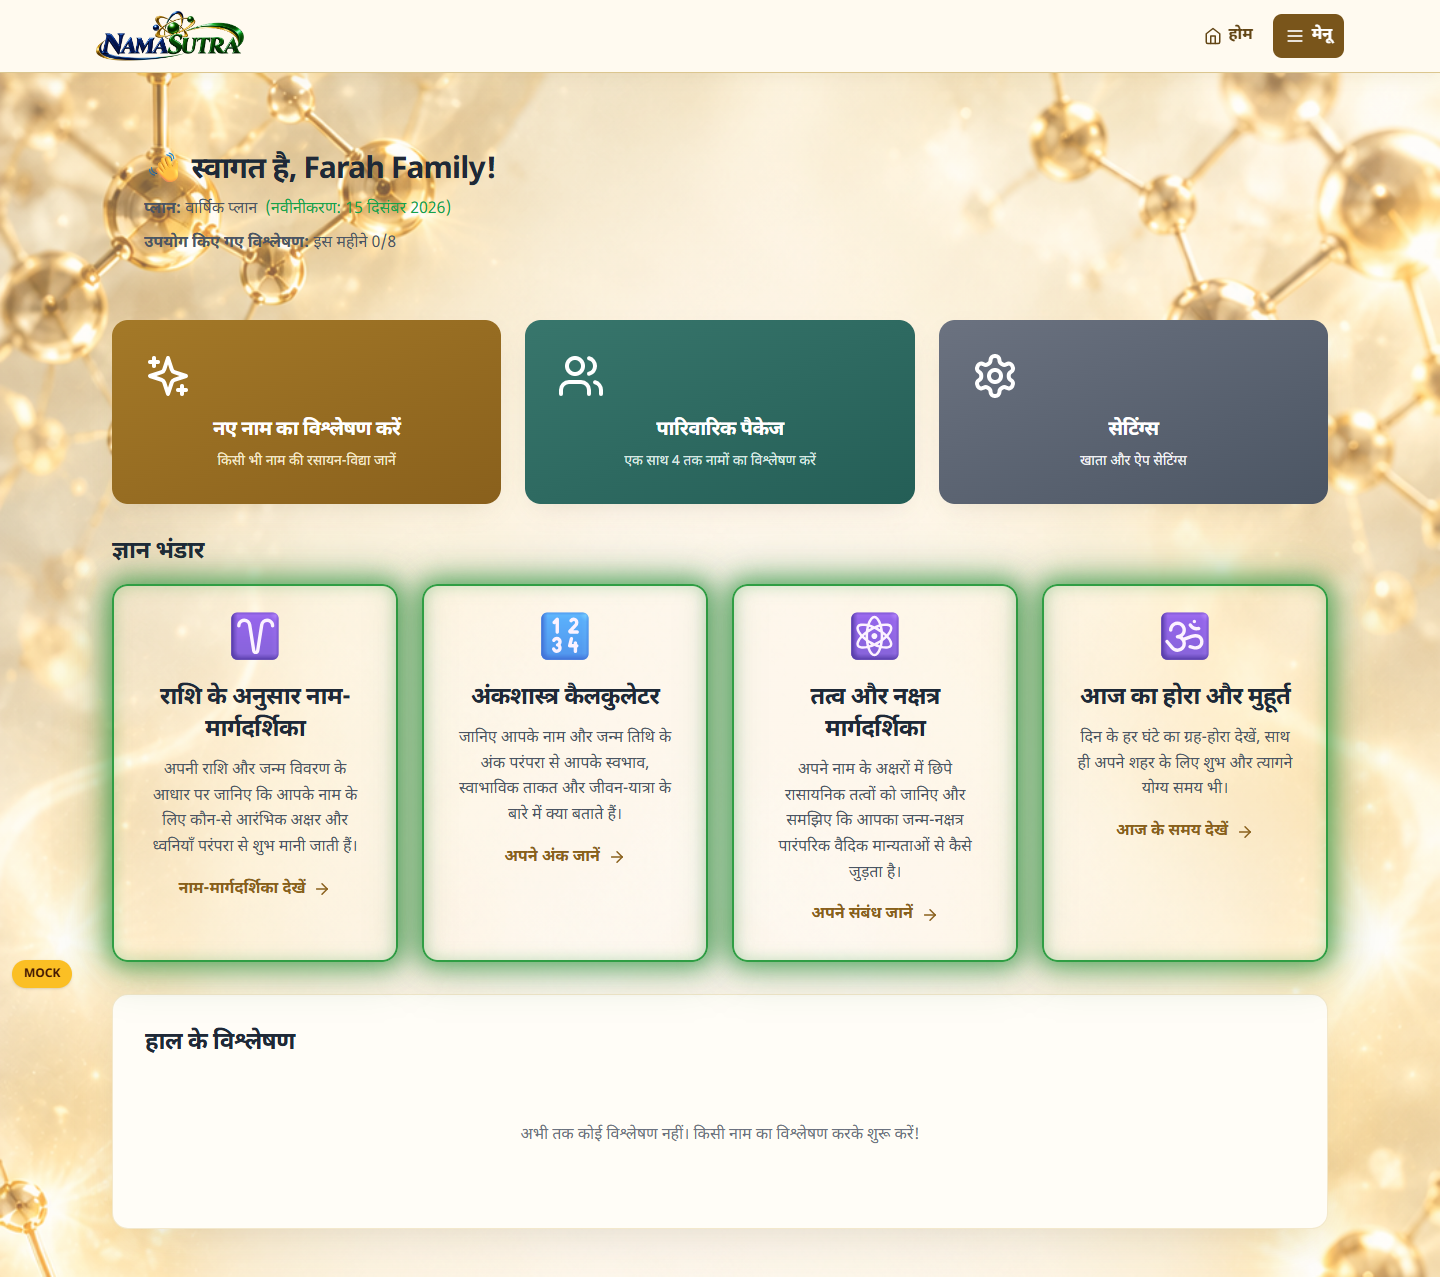 NAMASUTRA
होम
मेनू
👋 स्वागत है, Farah Family!
प्लान: वार्षिक प्लान (नवीनीकरण: 15 दिसंबर 2026)
उपयोग किए गए विश्लेषण: इस महीने 0/8
नए नाम का विश्लेषण करें
किसी भी नाम की रसायन-विद्या जानें
पारिवारिक पैकेज
एक साथ 4 तक नामों का विश्लेषण करें
सेटिंग्स
खाता और ऐप सेटिंग्स
ज्ञान भंडार
♈
राशि के अनुसार नाम-
मार्गदर्शिका
अपनी राशि और जन्म विवरण के
आधार पर जानिए कि आपके नाम के
लिए कौन-से आरंभिक अक्षर और
ध्वनियाँ परंपरा से शुभ मानी जाती हैं।
नाम-मार्गदर्शिका देखें →
🔢
अंकशास्त्र कैलकुलेटर
जानिए आपके नाम और जन्म तिथि के
अंक परंपरा से आपके स्वभाव,
स्वाभाविक ताकत और जीवन-यात्रा के
बारे में क्या बताते हैं।
अपने अंक जानें →
⚛️
तत्व और नक्षत्र
मार्गदर्शिका
अपने नाम के अक्षरों में छिपे
रासायनिक तत्वों को जानिए और
समझिए कि आपका जन्म-नक्षत्र
पारंपरिक वैदिक मान्यताओं से कैसे
जुड़ता है।
अपने संबंध जानें →
🕉️
आज का होरा और मुहूर्त
दिन के हर घंटे का ग्रह-होरा देखें, साथ
ही अपने शहर के लिए शुभ और त्यागने
योग्य समय भी।
आज के समय देखें →
MOCK
हाल के विश्लेषण
अभी तक कोई विश्लेषण नहीं। किसी नाम का विश्लेषण करके शुरू करें!